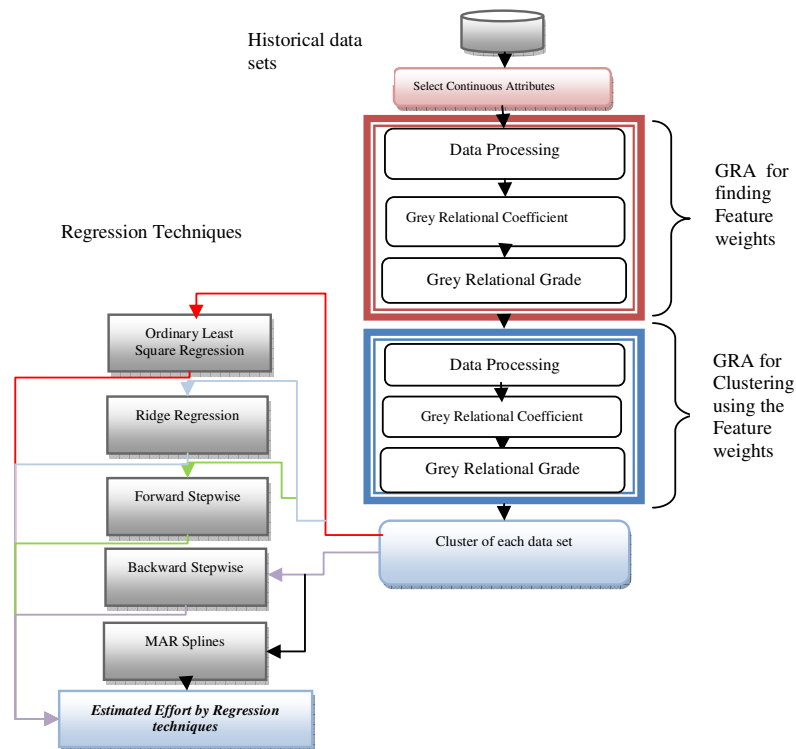 Historical data
sets
Select Continuous Attributes
Data Processing
Grey Relational Coefficient
Grey Relational Grade
GRA for
finding
Feature
weights
Regression Techniques
Ordinary Least
Square Regression
Ridge Regression
Forward Stepwise
Backward Stepwise
MAR Splines
Estimated Effort by Regression
techniques
Data Processing
Grey Relational Coefficient
Grey Relational Grade
GRA for
Clustering
using the
Feature
weights
Cluster of each data set